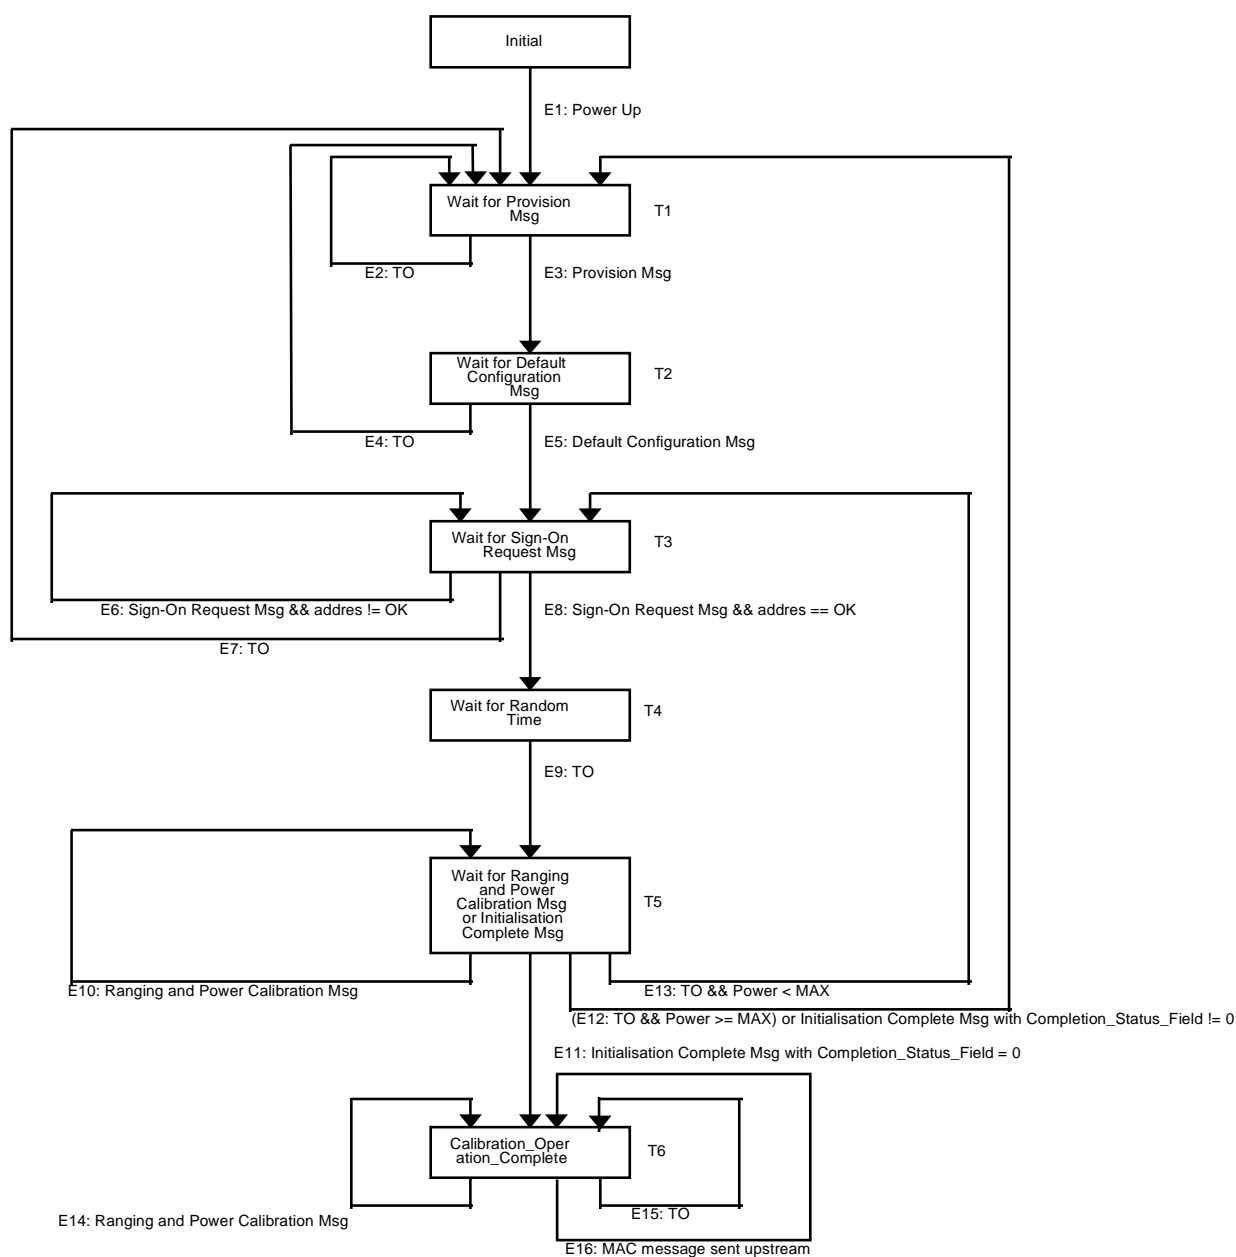 Initial
E1: Power Up
Wait for Provision
Msg
T1
E2: TO
E3: Provision Msg
Wait for Default
Configuration
Msg
T2
E4: TO
E5: Default Configuration Msg
Wait for Sign-On
Request Msg
T3
E6: Sign-On Request Msg && addres != OK
E8: Sign-On Request Msg && addres == OK
E7: TO
Wait for Random
Time
T4
E9: TO
Wait for Ranging
and Power
Calibration Msg
or Initialisation
Complete Msg
T5
E10: Ranging and Power Calibration Msg
E13: TO && Power < MAX
(E12: TO && Power >= MAX) or Initialisation Complete Msg with Completion_Status_Field != 0
E11: Initialisation Complete Msg with Completion_Status_Field = 0
Calibration_Oper
ation_Complete
T6
E14: Ranging and Power Calibration Msg
E15: TO
E16: MAC message sent upstream